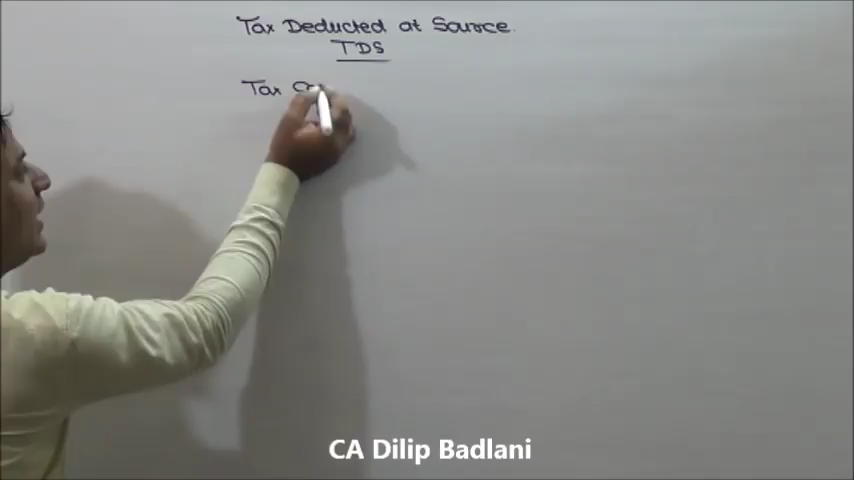 Tax Deducted at Source.
TDS
Tax
CA Dilip Badlani